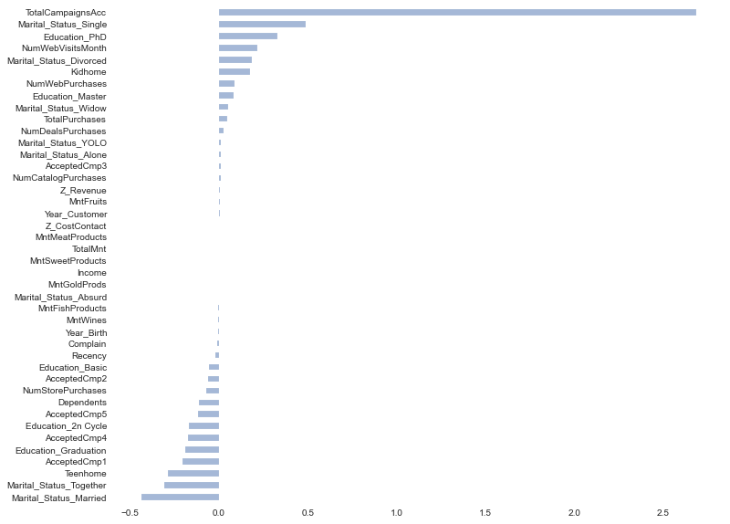 TotalCampaignsAcc
Marital_Status_Single
Education_PhD
NumWebVisitsMonth
Marital_Status_Divorced
Kidhome
NumWebPurchases
Education_Master
Marital_Status_Widow
TotalPurchases
NumDealsPurchases
Marital_Status_YOLO
Marital_Status_Alone
AcceptedCmp3
NumCatalogPurchases
Z_Revenue
MntFruits
Year_Customer
Z_CostContact
MntMeatProducts
TotalMnt
MntSweetProducts
Income
MntGoldProds
Marital_Status_Absurd
MntFishProducts
MntWines
Year_Birth
Complain
Recency
Education_Basic
AcceptedCmp2
NumStorePurchases
Dependents
AcceptedCmp5
Education_2n Cycle
AcceptedCmp4
Education_Graduation
AcceptedCmp1
Teenhome
Marital_Status_Together
Marital_Status_Married
−0.5 0.0 0.5 1.0 1.5 2.0 2.5